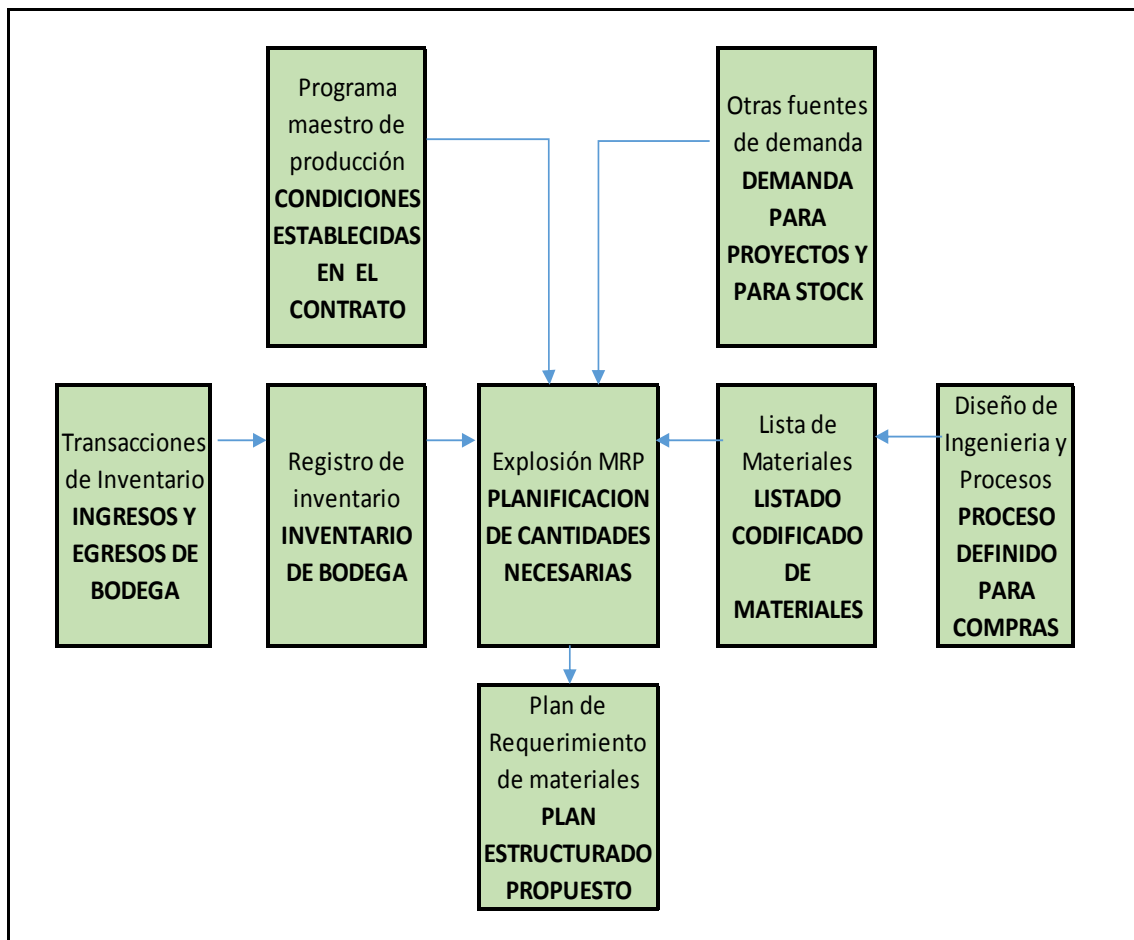 Programa
maestro de
producción
CONDICIONES
ESTABLECIDAS
EN EL
CONTRATO
Otras fuentes
de demanda
DEMANDA
PARA
PROYECTOS Y
PARA STOCK
Transacciones
de Inventario
INGRESOS Y
EGRESOS DE
BODEGA
Registro de
inventario
INVENTARIO
DE BODEGA
Explosión MRP
PLANIFICACION
DE CANTIDADES
NECESARIAS
Lista de
Materiales
LISTADO
CODIFICADO
DE
MATERIALES
Diseño de
Ingenieria y
Procesos
PROCESO
DEFINIDO
PARA
COMPRAS
Plan de
Requerimiento
de materiales
PLAN
ESTRUCTURADO
PROPUESTO